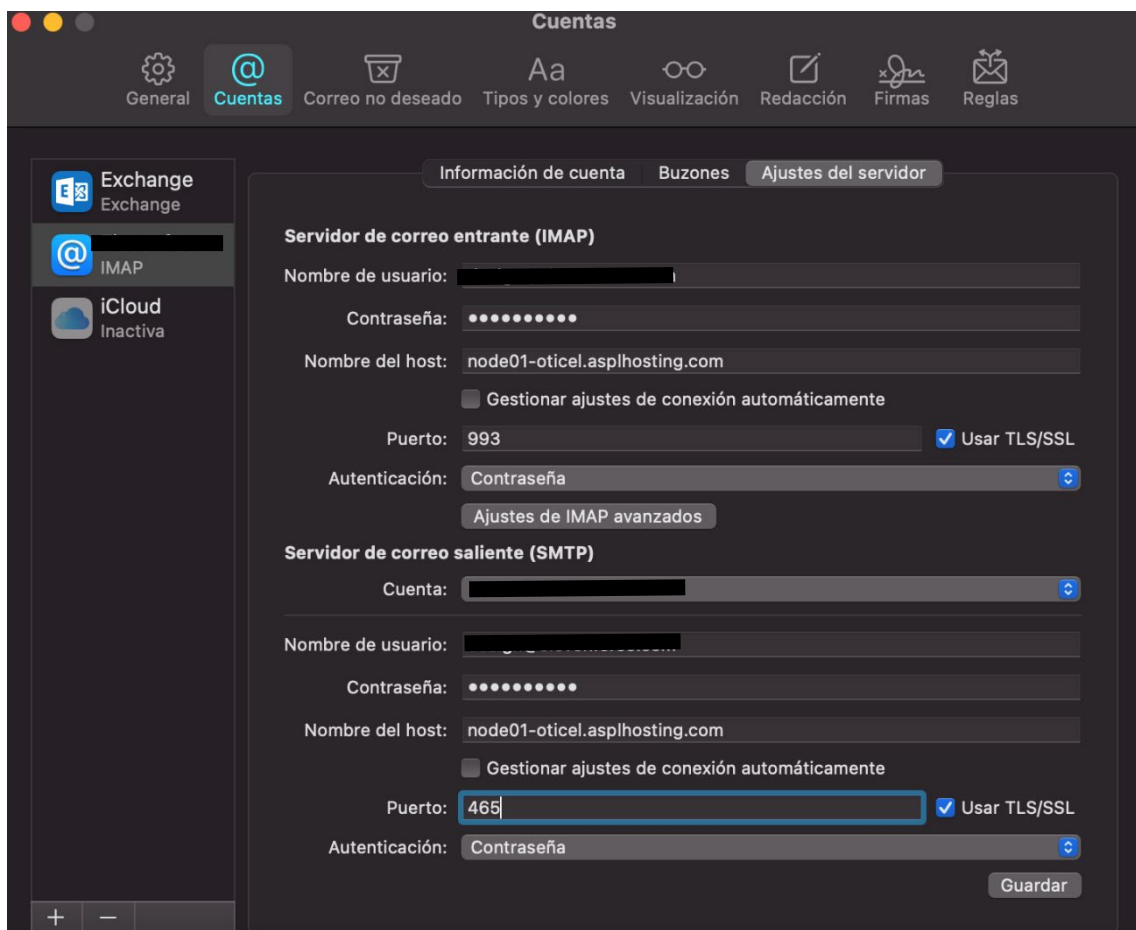 Cuentas
General Cuentas Correo no deseado Tipos y colores Visualización Redacción Firmas Reglas
Exchange
Exchange
IMAP
iCloud
Inactiva
Información de cuenta Buzones Ajustes del servidor
Servidor de correo entrante (IMAP)
Nombre de usuario:
Contraseña: ••••••••••
Nombre del host: node01-oticel.asplhosting.com
Gestionar ajustes de conexión automáticamente
Puerto: 993 Usar TLS/SSL
Autenticación: Contraseña
Ajustes de IMAP avanzados
Servidor de correo saliente (SMTP)
Cuenta:
Nombre de usuario:
Contraseña: ••••••••••
Nombre del host: node01-oticel.asplhosting.com
Gestionar ajustes de conexión automáticamente
Puerto: 465 Usar TLS/SSL
Autenticación: Contraseña
Guardar